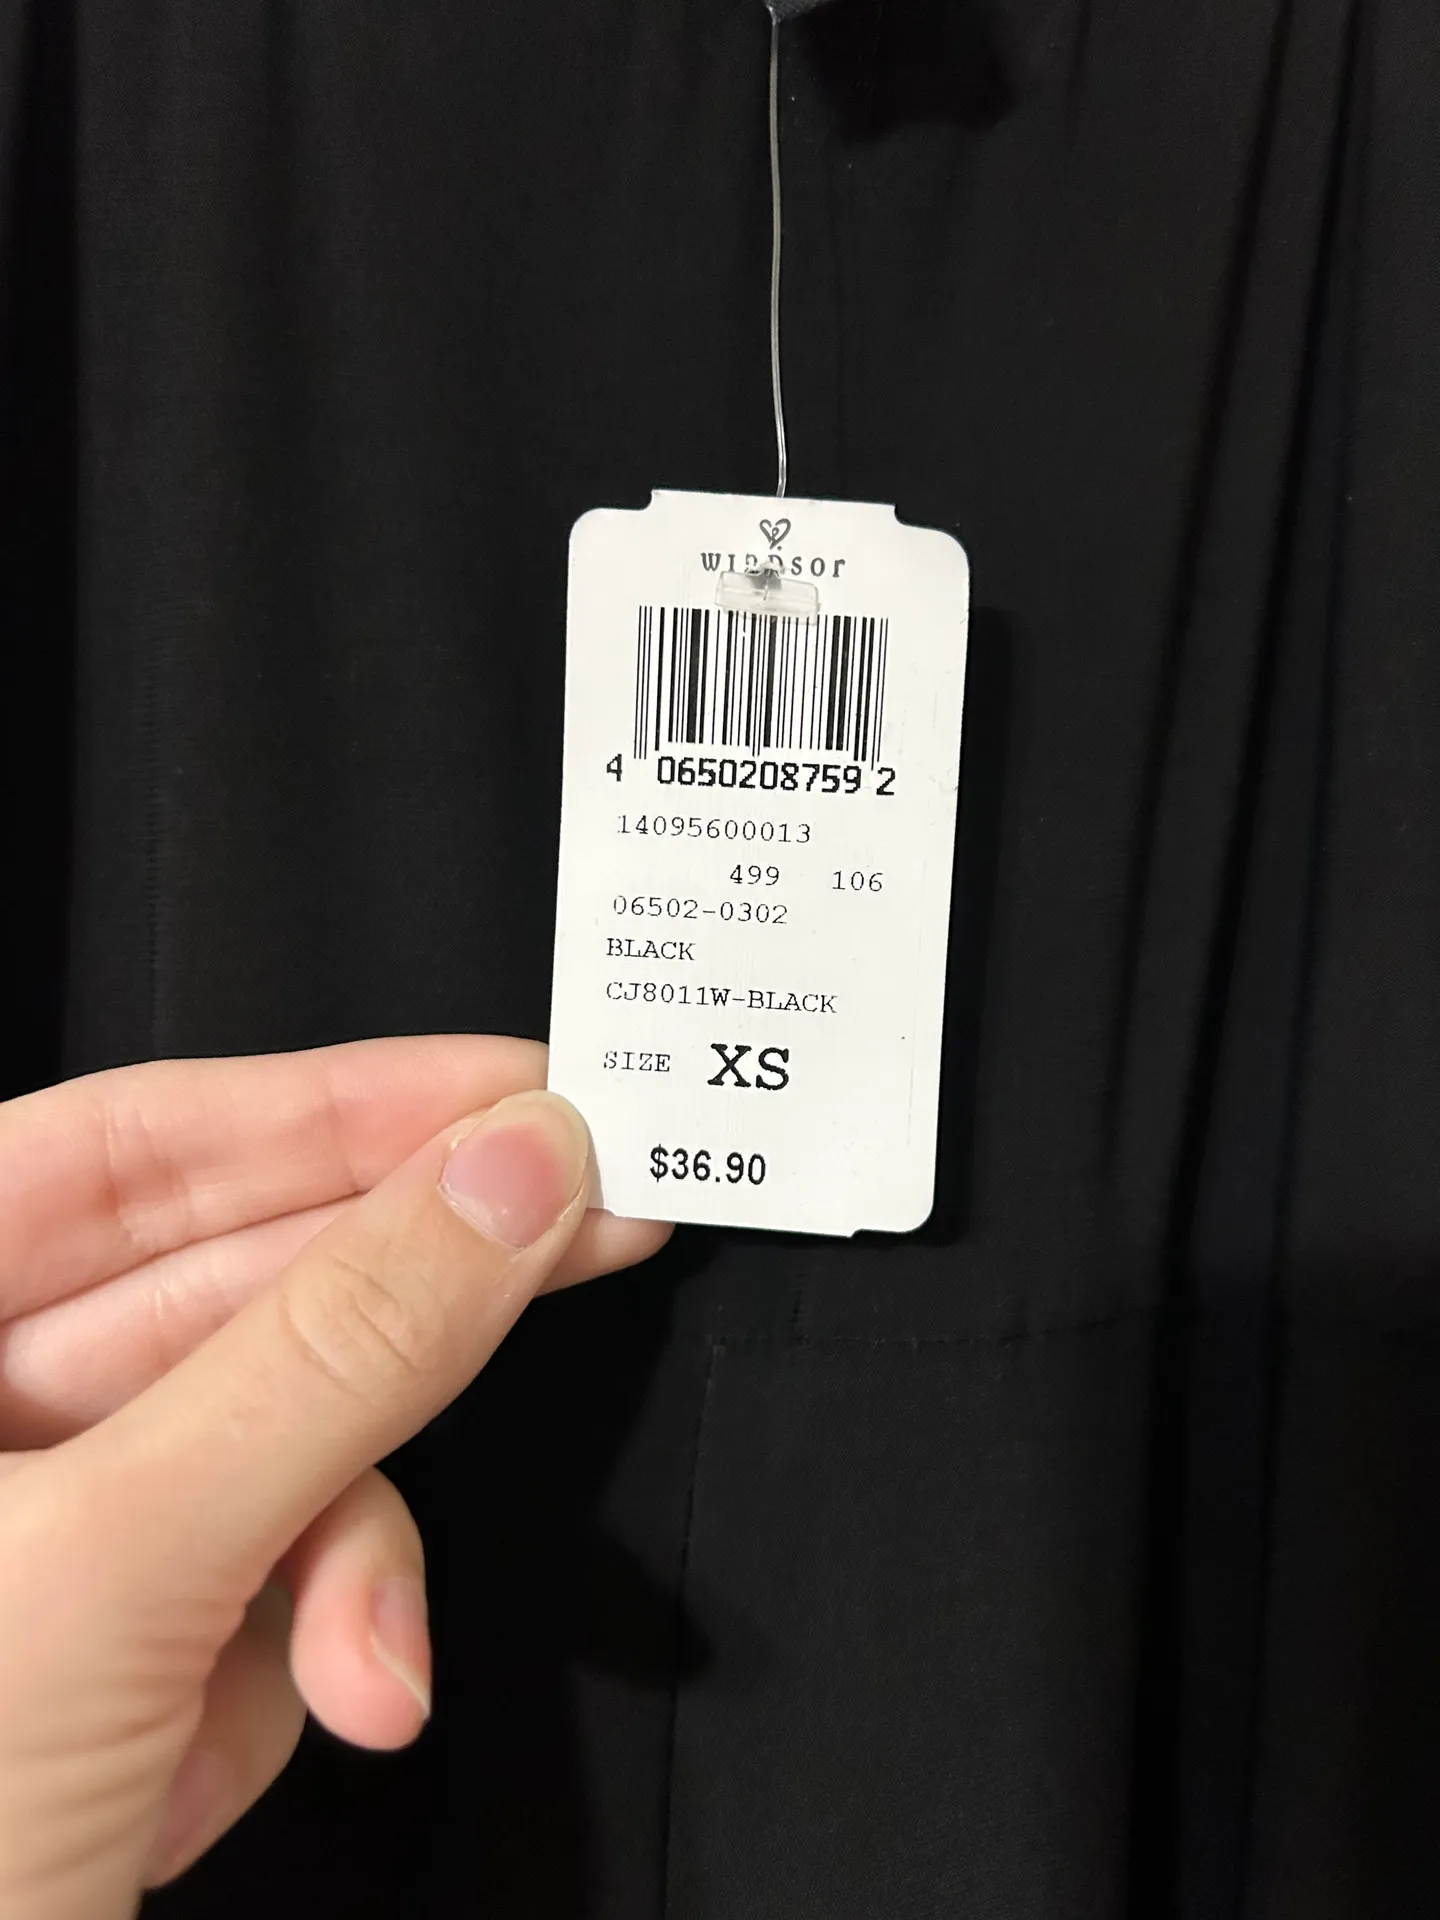 windsor
4 0650208759 2
14095600013
499 106
06502-0302
BLACK
CJ8011W-BLACK
SIZE XS
$36.90